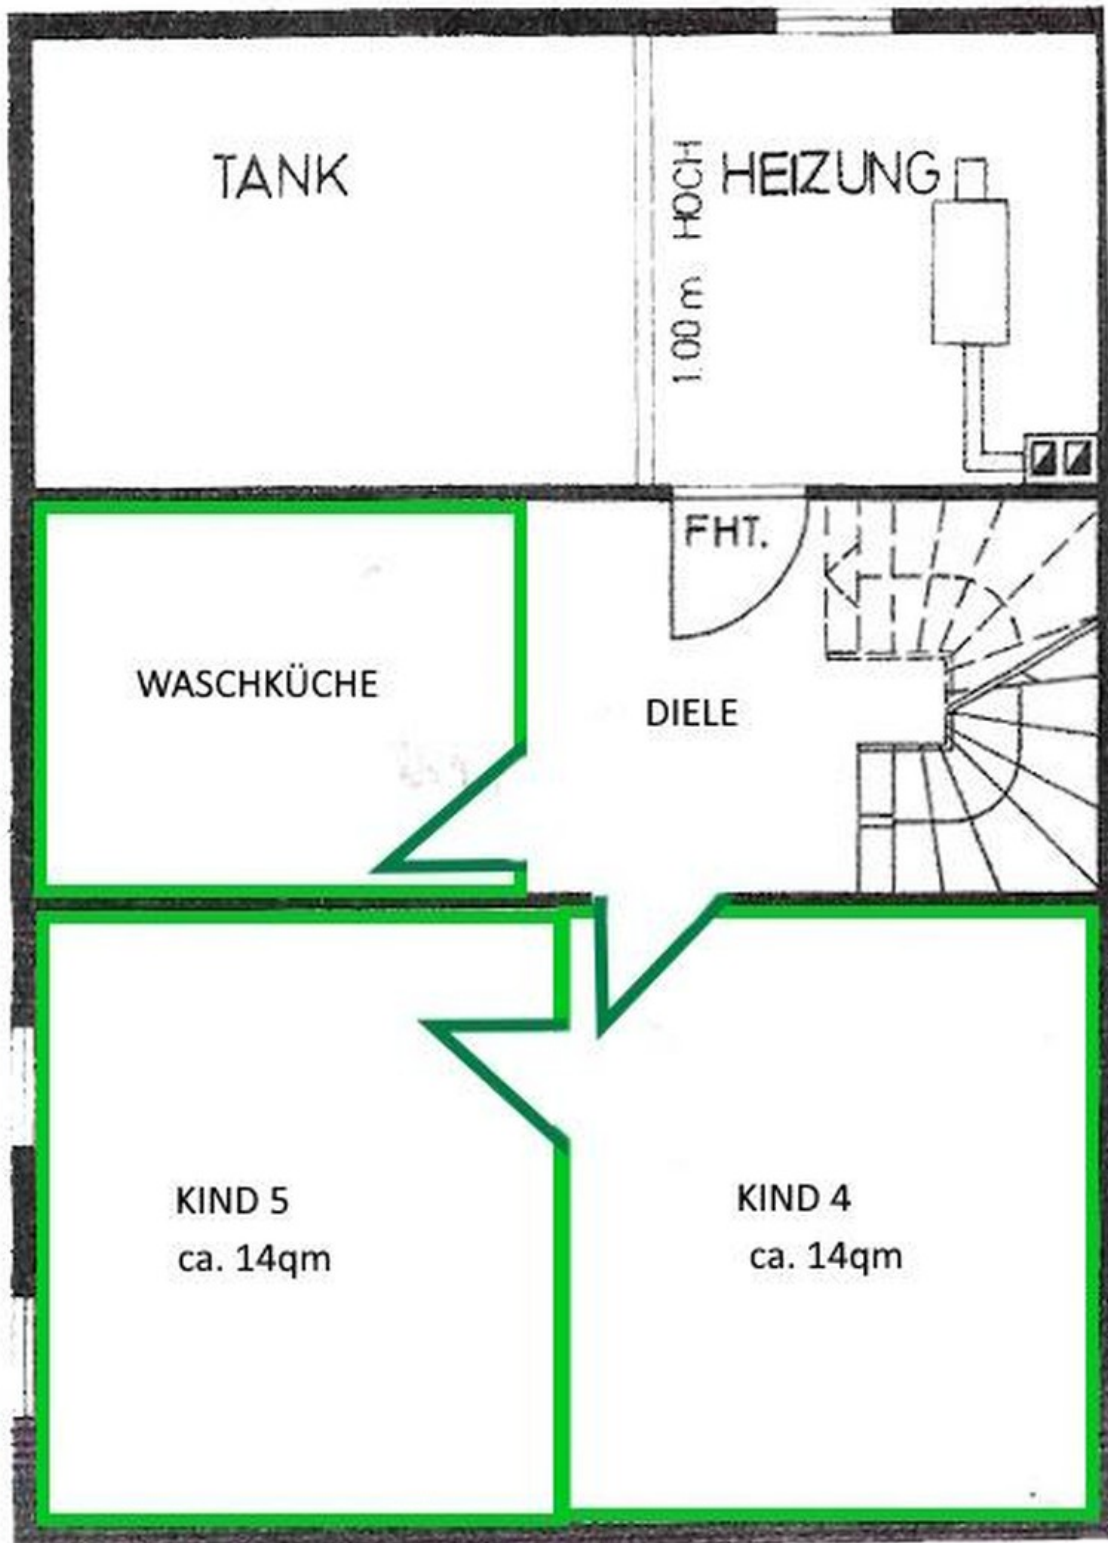 TANK
HEIZUNG
1.00 m HOCH
FHT.
WASCHKÜCHE
DIELE
KIND 5
ca. 14qm
KIND 4
ca. 14qm